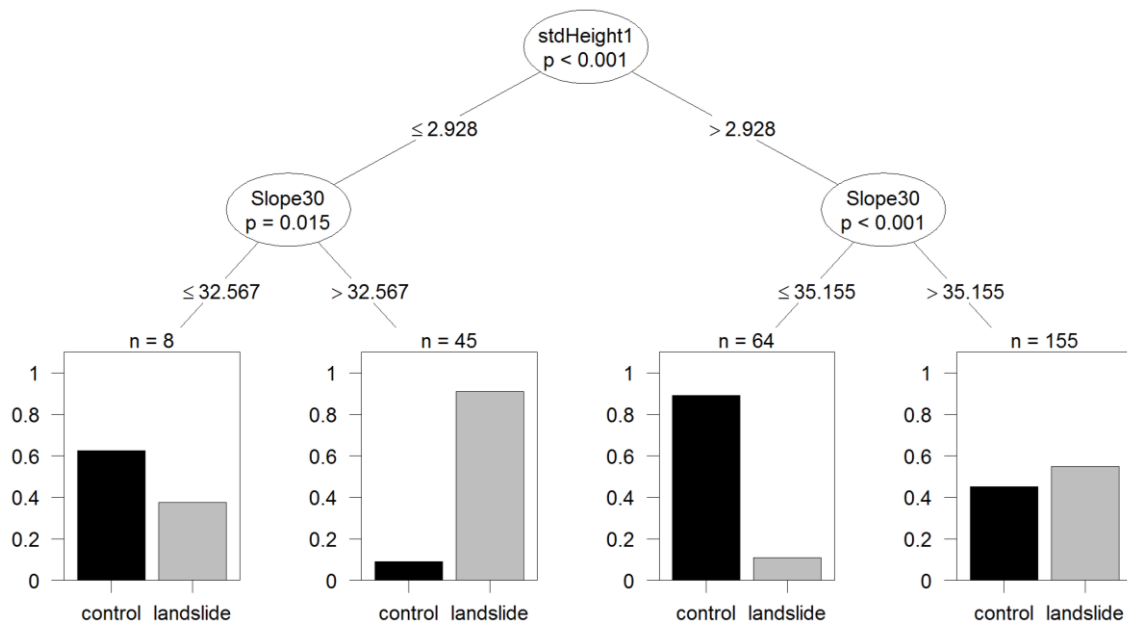 stdHeight1
p < 0.001
≤ 2.928
> 2.928
Slope30
p = 0.015
Slope30
p < 0.001
≤ 32.567
> 32.567
≤ 35.155
> 35.155
n = 8
1
0.8
0.6
0.4
0.2
0
control landslide
n = 45
1
0.8
0.6
0.4
0.2
0
control landslide
n = 64
1
0.8
0.6
0.4
0.2
0
control landslide
n = 155
1
0.8
0.6
0.4
0.2
0
control landslide